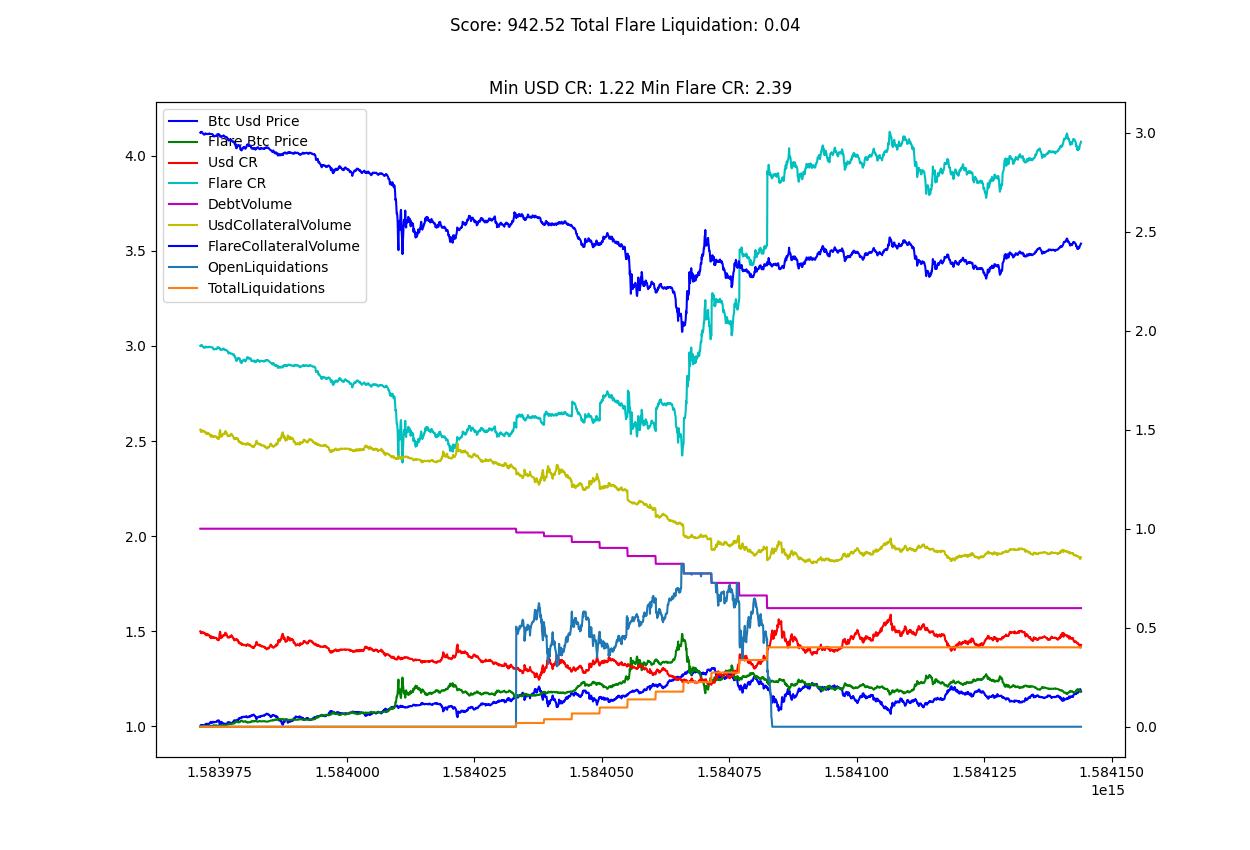 Score: 942.52 Total Flare Liquidation: 0.04
Min USD CR: 1.22 Min Flare CR: 2.39
Btc Usd Price
Flare Btc Price
Usd CR
Flare CR
DebtVolume
UsdCollateralVolume
FlareCollateralVolume
OpenLiquidations
TotalLiquidations
4.0
3.5
3.0
2.5
2.0
1.5
1.0
3.0
2.5
2.0
1.5
1.0
0.5
0.0
1.583975 1.584000 1.584025 1.584050 1.584075 1.584100 1.584125 1.584150
1e15